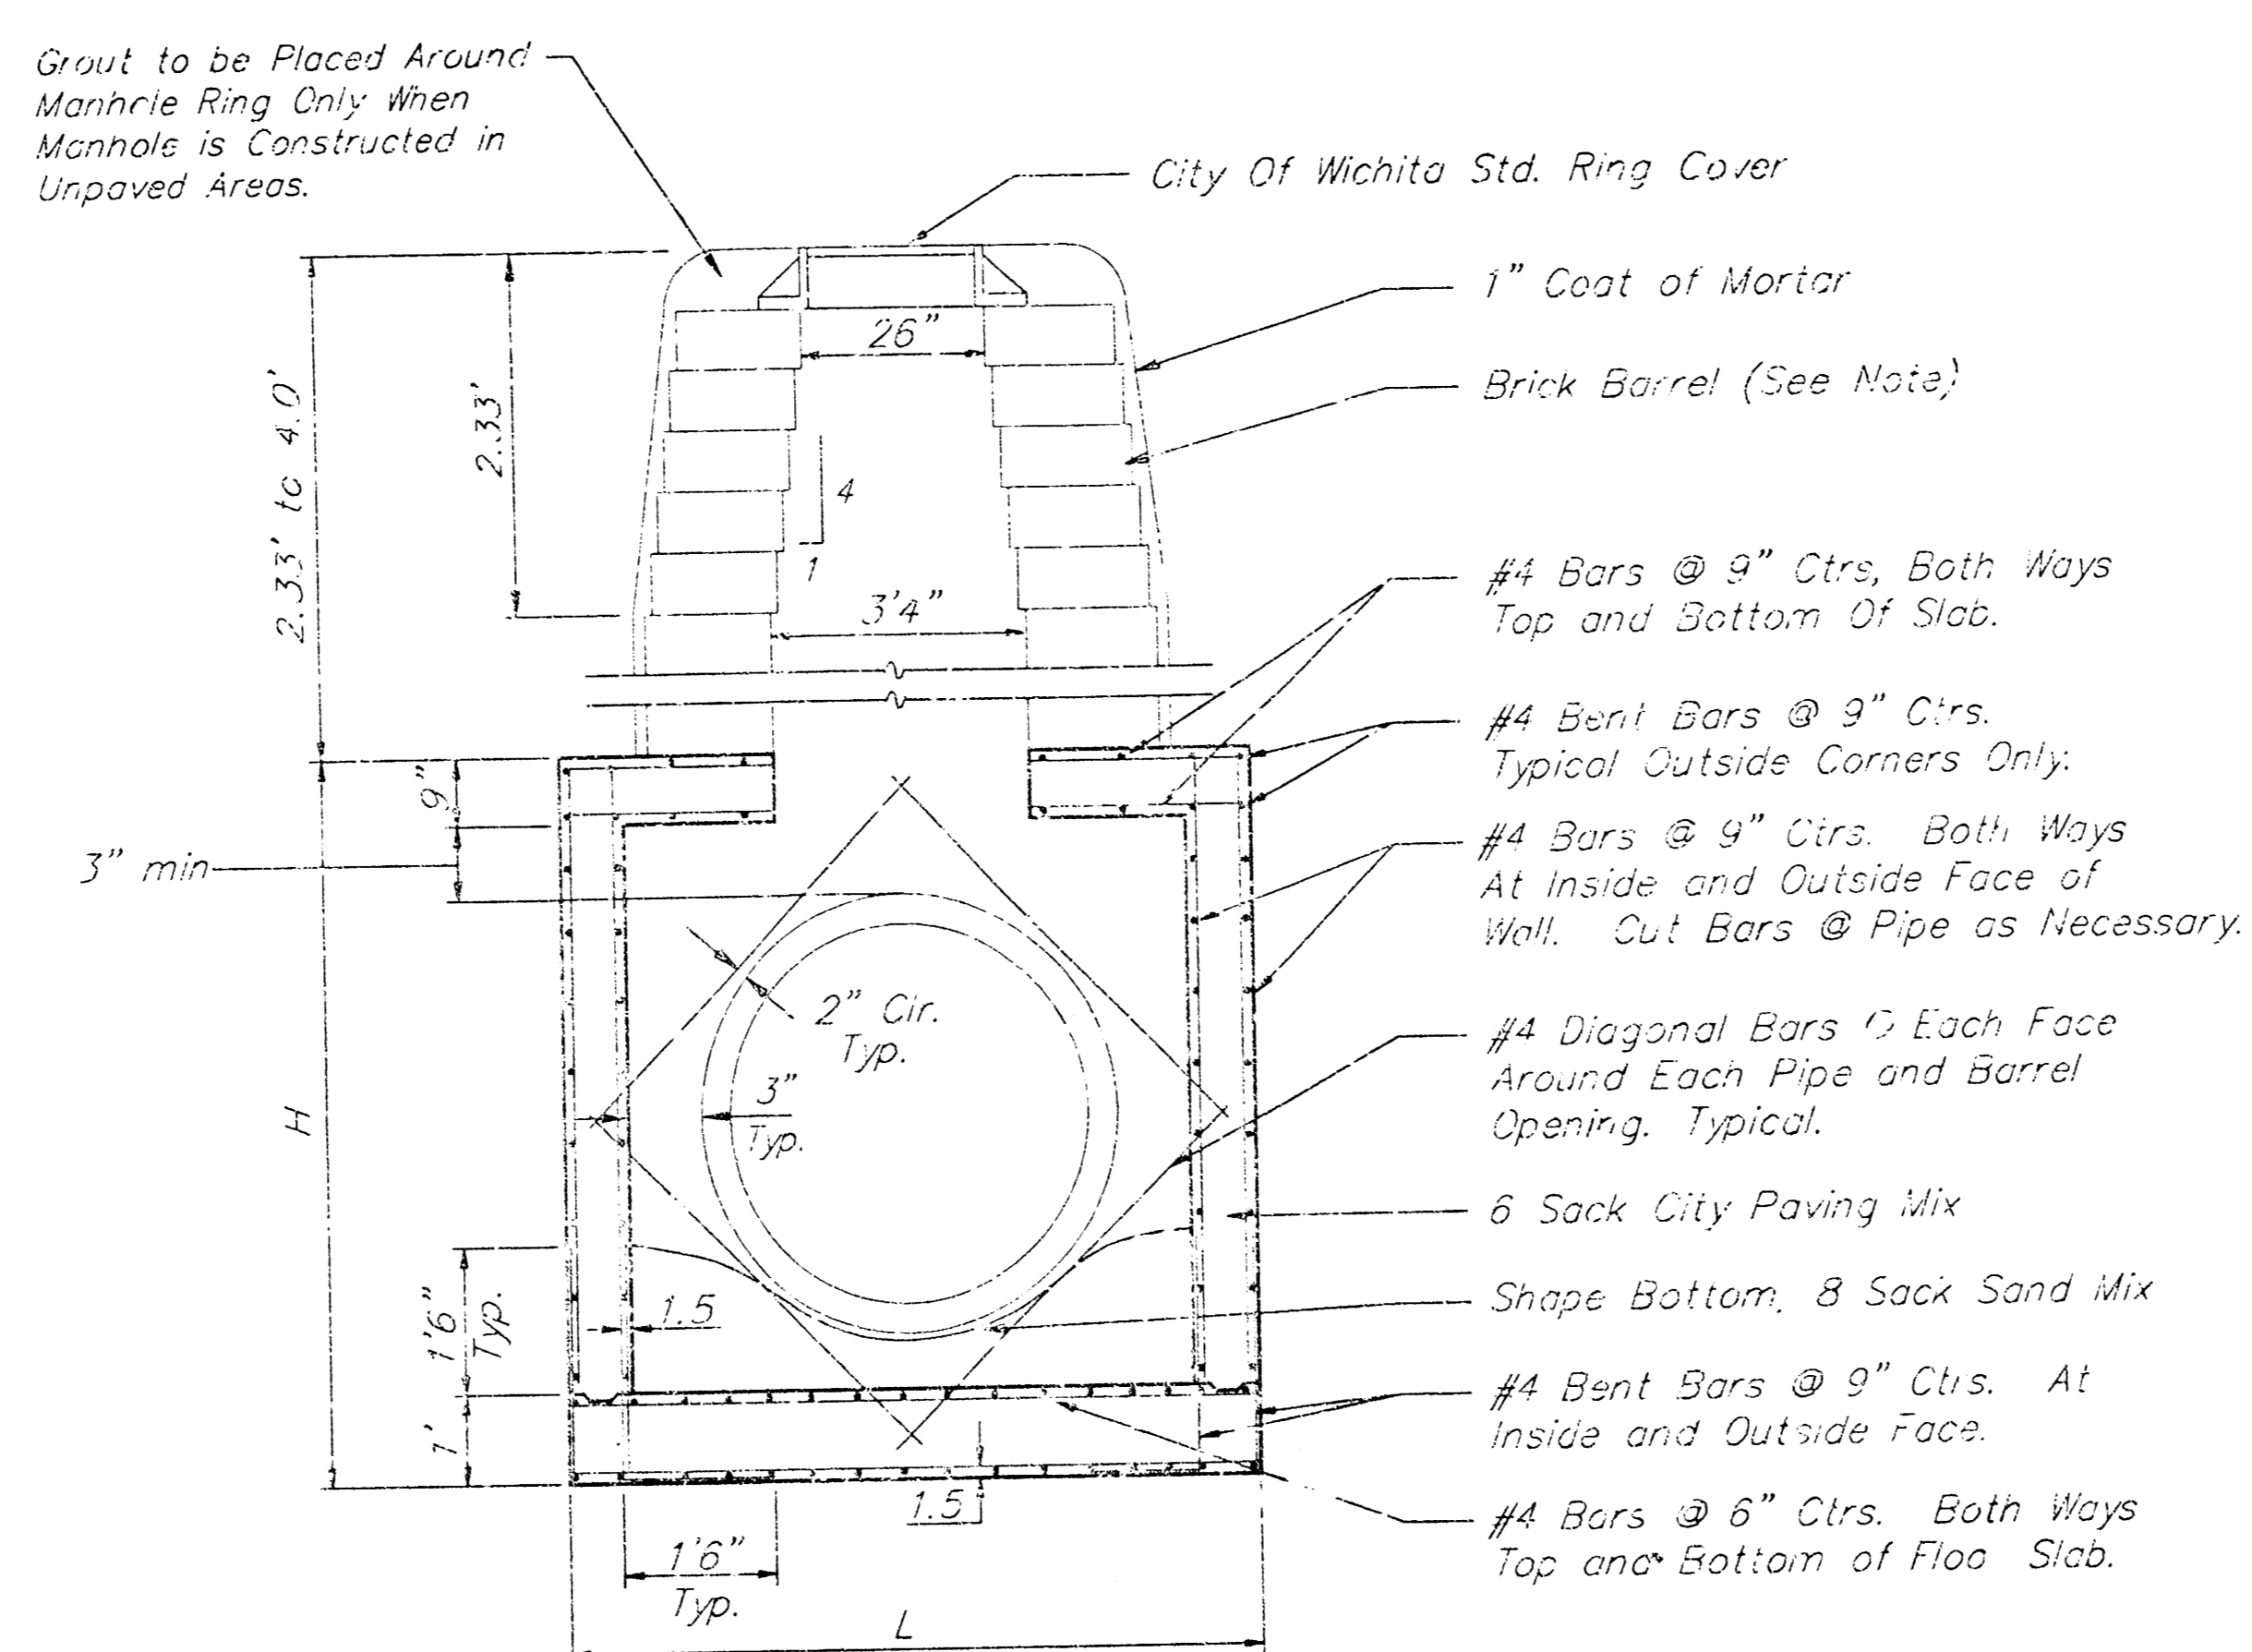 Grout to be Placed Around
Manhole Ring Only When
Manhole is Constructed in
Unpaved Areas.
City Of Wichita Std. Ring Cover
1" Coat of Mortar
26"
Brick Barrel (See Note)
2.33' to 4.0'
2.33'
4
1
#4 Bars @ 9" Ctrs, Both Ways
Top and Bottom Of Slab.
3'4"
#4 Bent Bars @ 9" Ctrs.
Typical Outside Corners Only.
9"
3" min
#4 Bars @ 9" Ctrs. Both Ways
At Inside and Outside Face of
Wall. Cut Bars @ Pipe as Necessary.
2" Clr.
Typ.
#4 Diagonal Bars @ Each Face
Around Each Pipe and Barrel
Opening. Typical.
3"
Typ.
H
6 Sack City Paving Mix
1'6"
Typ.
1.5
Shape Bottom, 8 Sack Sand Mix
1'
#4 Bent Bars @ 9" Ctrs. At
Inside and Outside Face.
1.5
#4 Bars @ 6" Ctrs. Both Ways
Top and Bottom of Floo Slab.
1'6"
Typ.
L